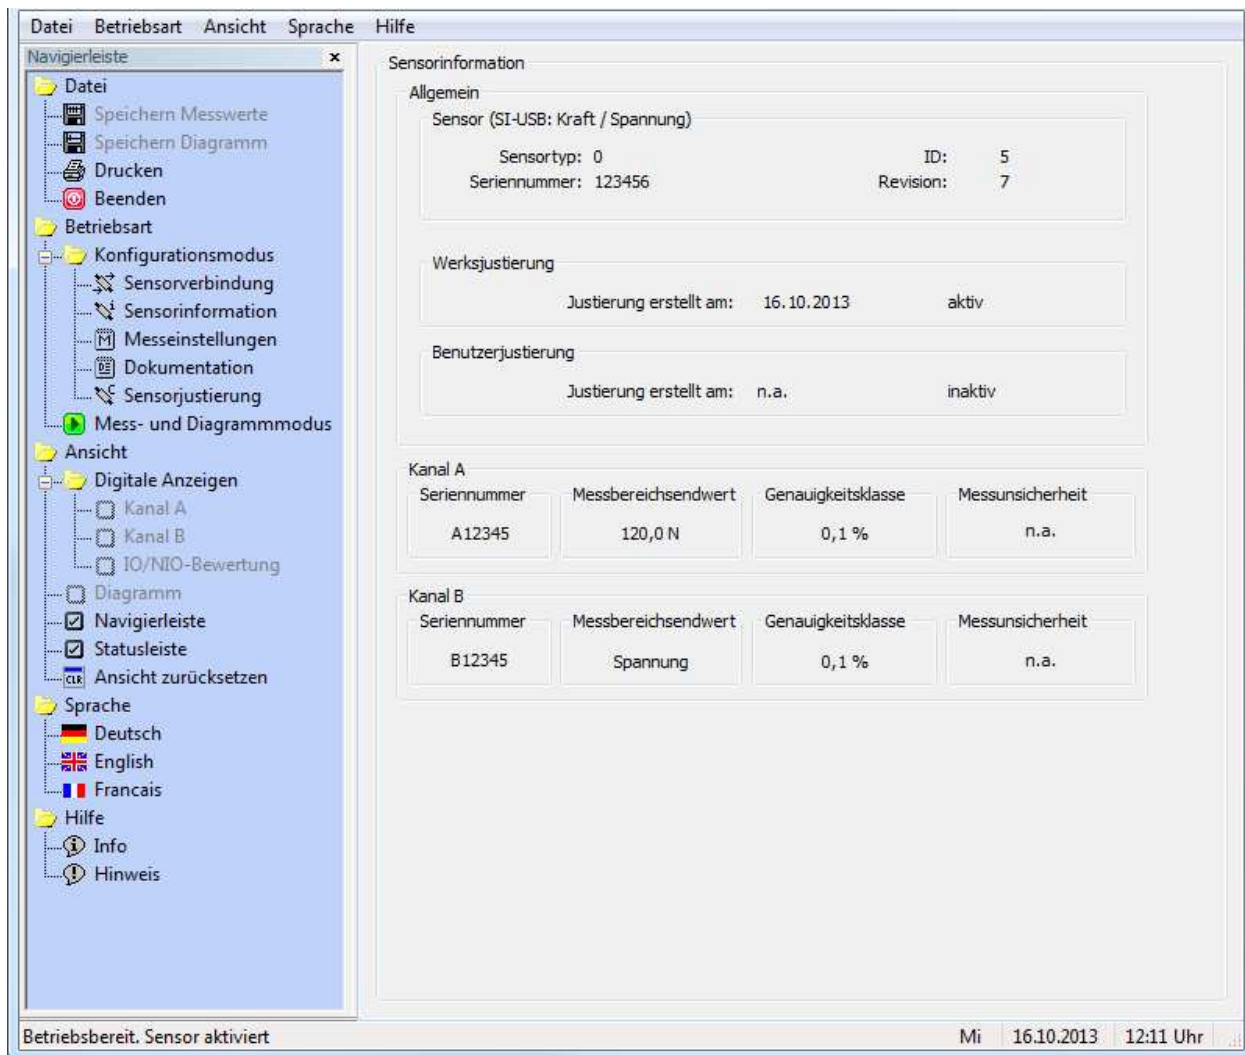 Datei Betriebsart Ansicht Sprache Hilfe
Navigierleiste x
Datei
Speichern Messwerte
Speichern Diagramm
Drucken
Beenden
Betriebsart
Konfigurationsmodus
Sensorverbindung
Sensorinformation
M Messeinstellungen
Dokumentation
Sensorjustierung
Mess- und Diagrammmodus
Ansicht
Digitale Anzeigen
Kanal A
Kanal B
IO/NIO-Bewertung
Diagramm
Navigierleiste
Statusleiste
CLR Ansicht zurücksetzen
Sprache
Deutsch
English
Francais
Hilfe
Info
Hinweis
Sensorinformation
Allgemein
Sensor (SI-USB: Kraft / Spannung)
Sensortyp: 0 ID: 5
Seriennummer: 123456 Revision: 7
Werksjustierung
Justierung erstellt am: 16.10.2013 aktiv
Benutzerjustierung
Justierung erstellt am: n.a. inaktiv
Kanal A
Seriennummer Messbereichsendwert Genauigkeitsklasse Messunsicherheit
A12345 120,0 N 0,1 % n.a.
Kanal B
Seriennummer Messbereichsendwert Genauigkeitsklasse Messunsicherheit
B12345 Spannung 0,1 % n.a.
Betriebsbereit. Sensor aktiviert Mi 16.10.2013 12:11 Uhr